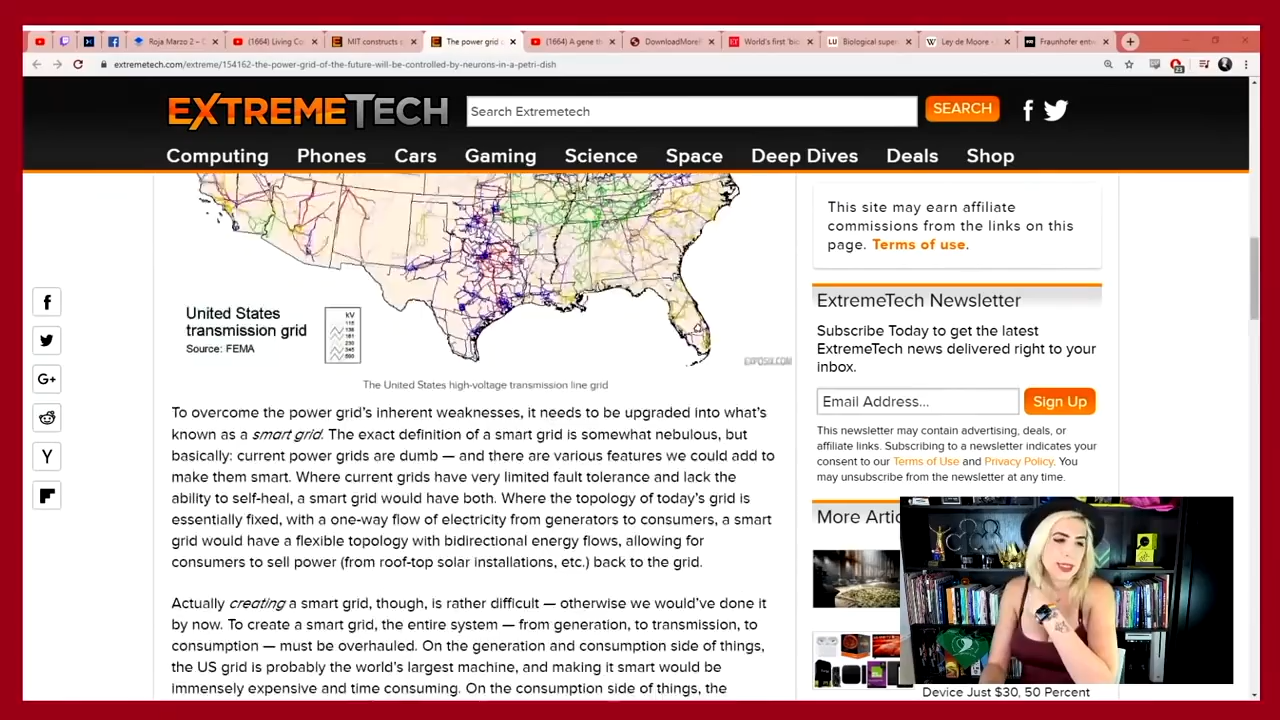 Roja Marzo 2 – C
(1664) Living Co
MIT constructs
The power grid
(1664) A gene th
DownloadMoreR
World's first 'bio
Biological super
Ley de Moore -
Fraunhofer enti
extremetech.com/extreme/154162-the-power-grid-of-the-future-will-be-controlled-by-neurons-in-a-petri-dish
23
EXTREMETECH
Search Extremetech
SEARCH
Computing
Phones
Cars
Gaming
Science
Space
Deep Dives
Deals
Shop
United States
transmission grid
Source: FEMA
kV
115
138
161
230
345
500
The United States high-voltage transmission line grid
To overcome the power grid's inherent weaknesses, it needs to be upgraded into what's
known as a smart grid. The exact definition of a smart grid is somewhat nebulous, but
basically: current power grids are dumb — and there are various features we could add to
make them smart. Where current grids have very limited fault tolerance and lack the
ability to self-heal, a smart grid would have both. Where the topology of today's grid is
essentially fixed, with a one-way flow of electricity from generators to consumers, a smart
grid would have a flexible topology with bidirectional energy flows, allowing for
consumers to sell power (from roof-top solar installations, etc.) back to the grid.
Actually creating a smart grid, though, is rather difficult — otherwise we would've done it
by now. To create a smart grid, the entire system — from generation, to transmission, to
consumption — must be overhauled. On the generation and consumption side of things,
the US grid is probably the world's largest machine, and making it smart would be
immensely expensive and time consuming. On the consumption side of things, the
This site may earn affiliate
commissions from the links on this
page. Terms of use.
ExtremeTech Newsletter
Subscribe Today to get the latest
ExtremeTech news delivered right to your
inbox.
Email Address...
Sign Up
This newsletter may contain advertising, deals, or
affiliate links. Subscribing to a newsletter indicates your
consent to our Terms of Use and Privacy Policy. You
may unsubscribe from the newsletter at any time.
More Artic
Device Just $30, 50 Percent